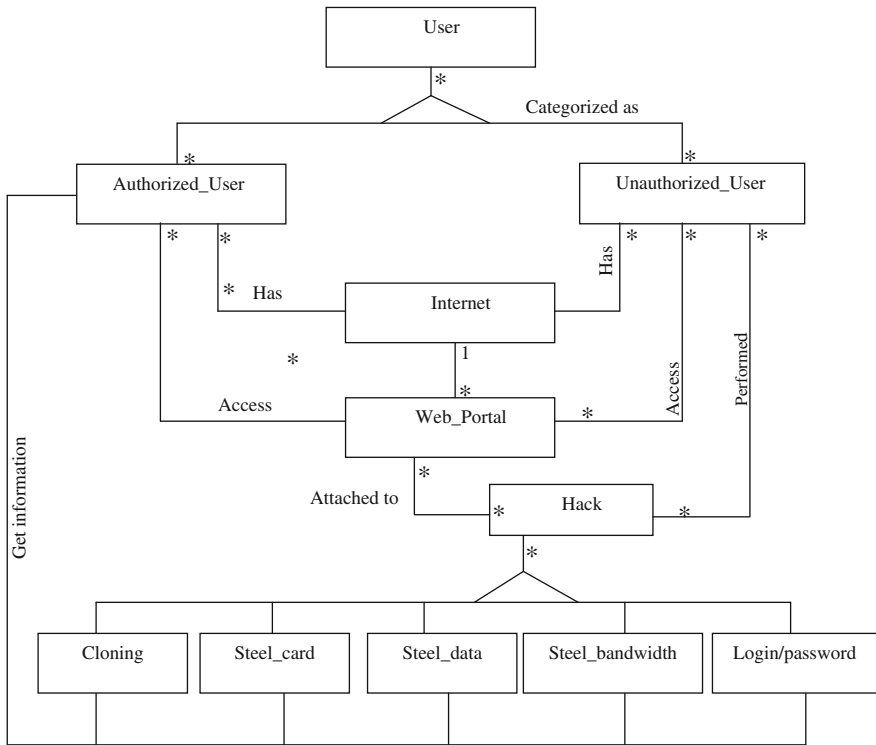 User
*
Categorized as
* *
Authorized_User Unauthorized_User
* * * * *
Has
* Has Internet
* 1
Access
Performed
*
Access Web_Portal *
Get information
*
Attached to * Hack *
*
Cloning Steel_card Steel_data Steel_bandwidth Login/password